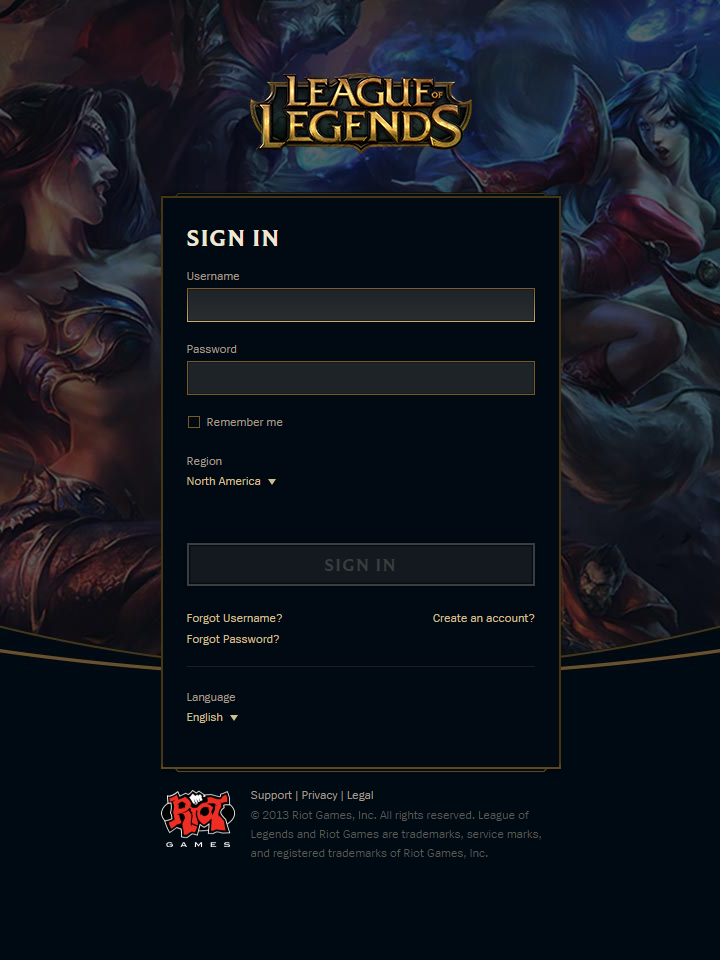 LEAGUE OF
LEGENDS
SIGN IN
Username
Password
Remember me
Region
North America
SIGN IN
Forgot Username? Create an account?
Forgot Password?
Language
English
RIOT
GAMES
Support | Privacy | Legal
© 2013 Riot Games, Inc. All rights reserved. League of
Legends and Riot Games are trademarks, service marks,
and registered trademarks of Riot Games, Inc.